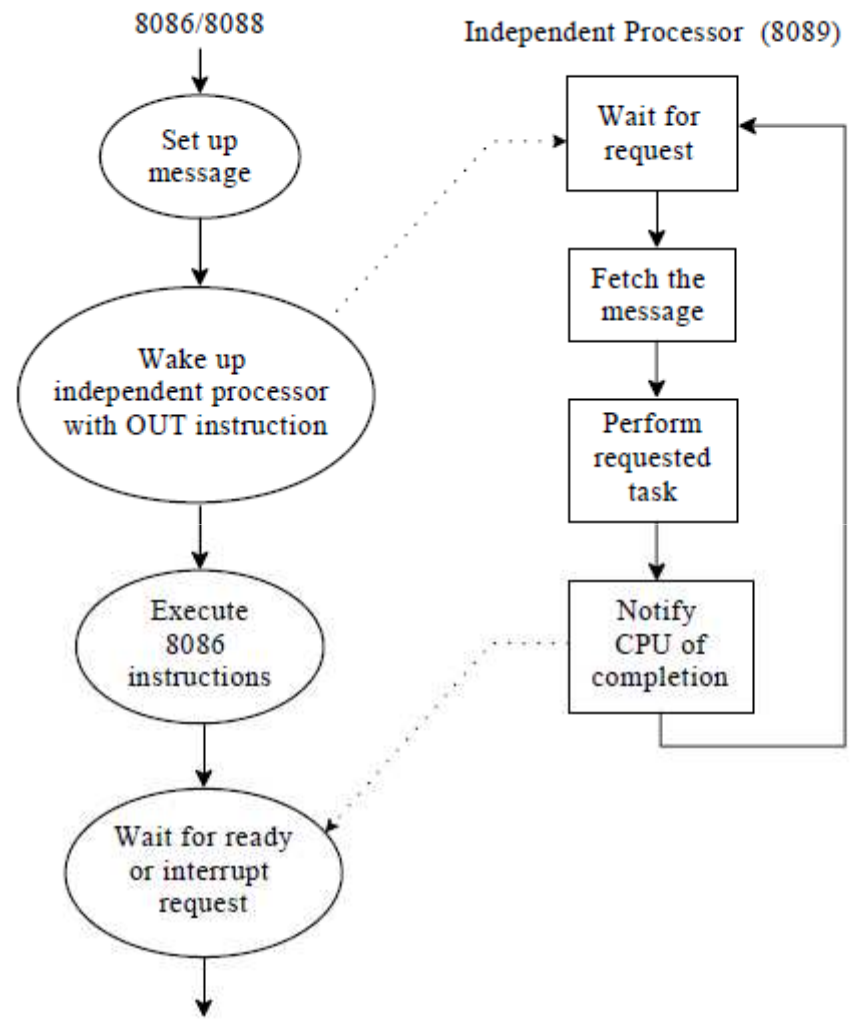 8086/8088
Set up
message
Wake up
independent processor
with OUT instruction
Execute
8086
instructions
Wait for ready
or interrupt
request
Independent Processor (8089)
Wait for
request
Fetch the
message
Perform
requested
task
Notify
CPU of
completion